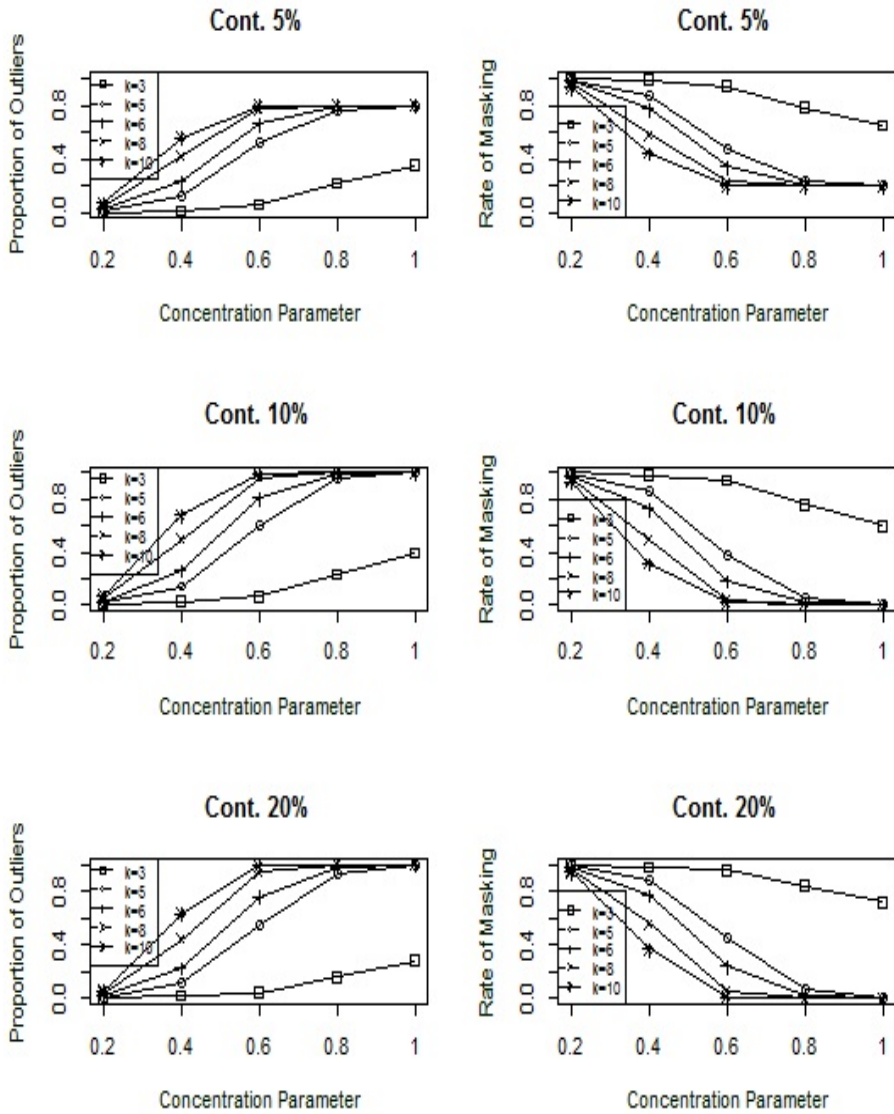 Cont. 5%
Proportion of Outliers
0.0 0.4 0.8
k=3
k=5
k=6
k=8
k=10
0.2 0.4 0.6 0.8 1
Concentration Parameter
Cont. 5%
Rate of Masking
0.0 0.4 0.8
k=3
k=5
k=6
k=8
k=10
0.2 0.4 0.6 0.8 1
Concentration Parameter
Cont. 10%
Proportion of Outliers
0.0 0.4 0.8
k=3
k=5
k=6
k=8
k=10
0.2 0.4 0.6 0.8 1
Concentration Parameter
Cont. 10%
Rate of Masking
0.0 0.4 0.8
k=3
k=5
k=6
k=8
k=10
0.2 0.4 0.6 0.8 1
Concentration Parameter
Cont. 20%
Proportion of Outliers
0.0 0.4 0.8
k=3
k=5
k=6
k=8
k=10
0.2 0.4 0.6 0.8 1
Concentration Parameter
Cont. 20%
Rate of Masking
0.0 0.4 0.8
k=3
k=5
k=6
k=8
k=10
0.2 0.4 0.6 0.8 1
Concentration Parameter